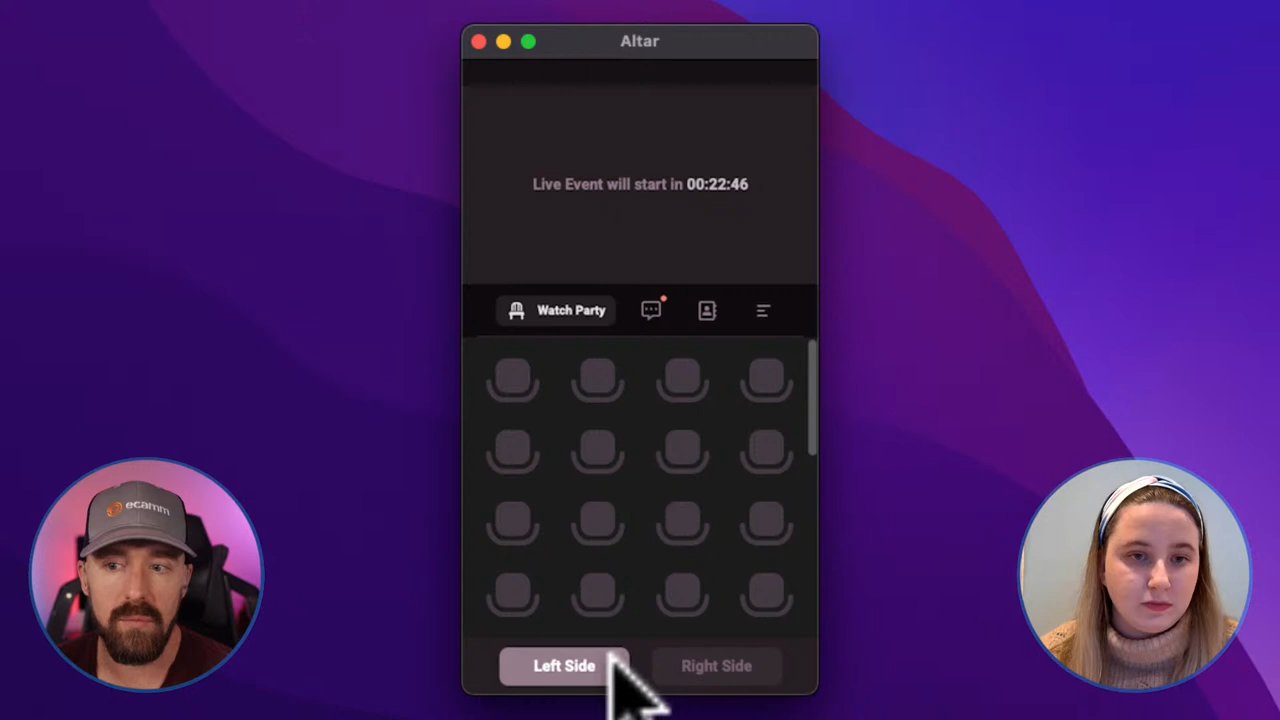 Altar
Live Event will start in 00:22:46
Watch Party
Left Side
Right Side
ecamm